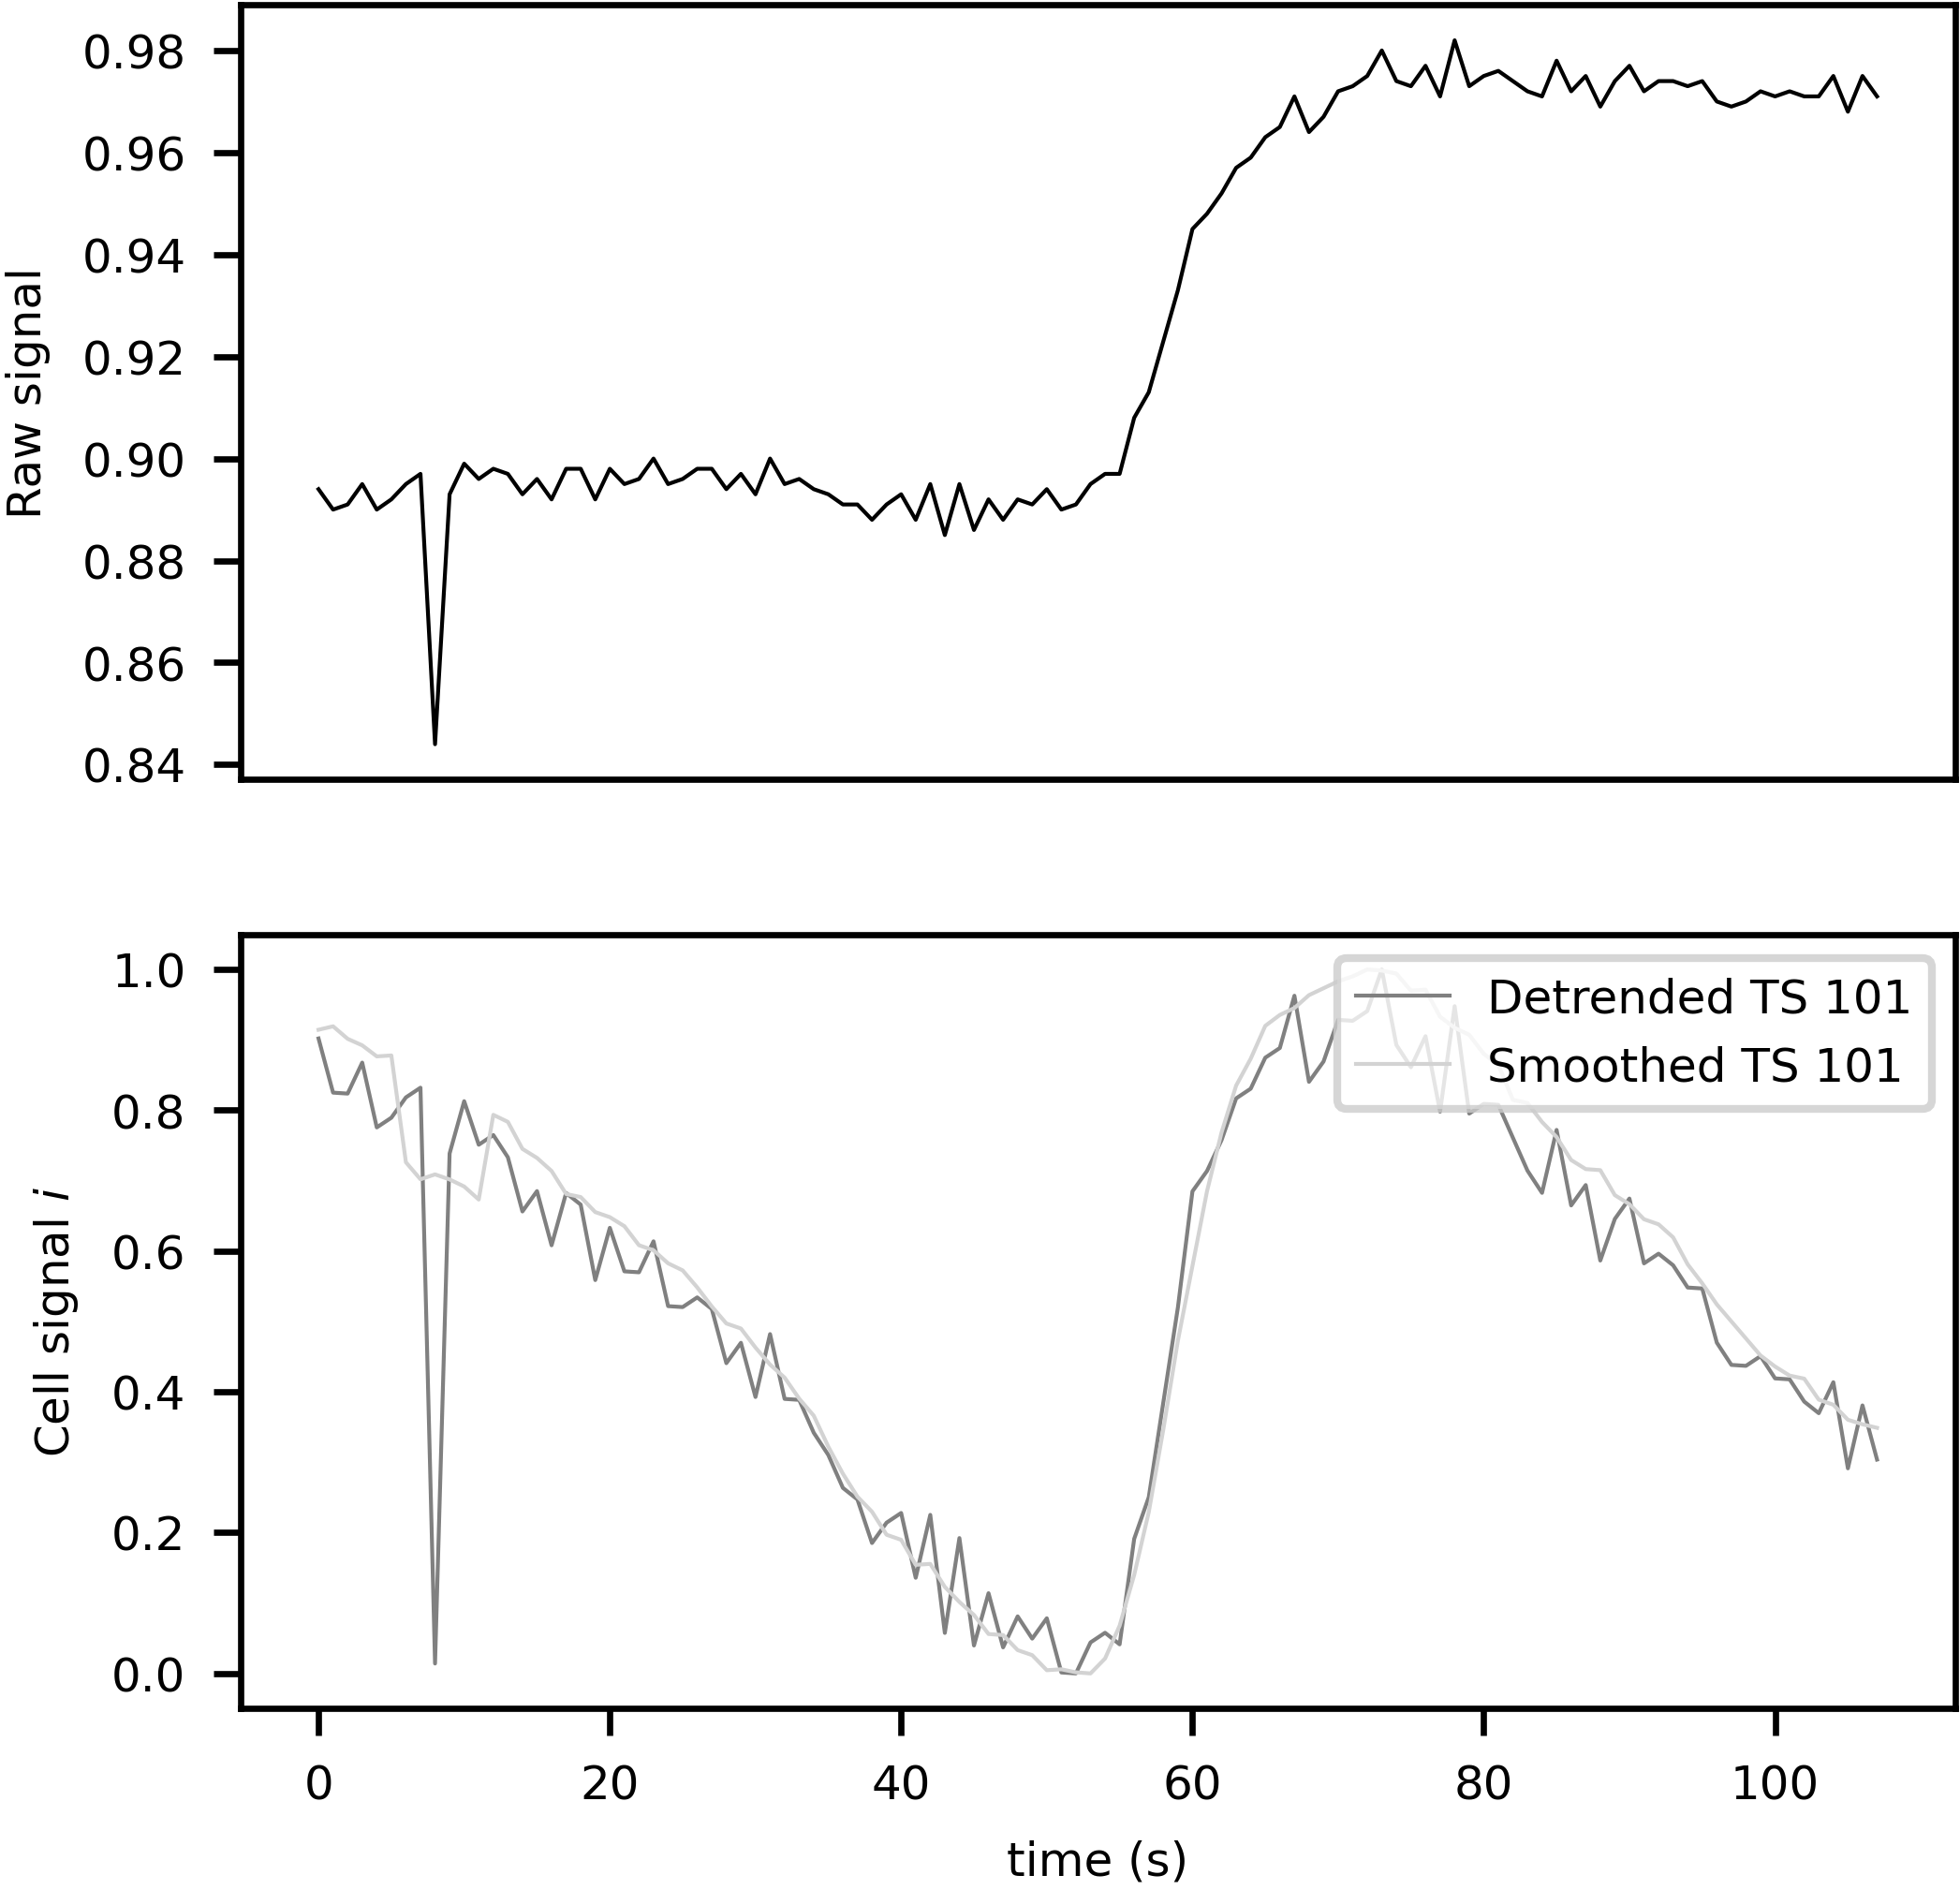 0.98
0.96
0.94
0.92
0.90
0.88
0.86
0.84
Raw signal
1.0
0.8
0.6
0.4
0.2
0.0
Cell signal i
Detrended TS 101
Smoothed TS 101
0 20 40 60 80 100
time (s)